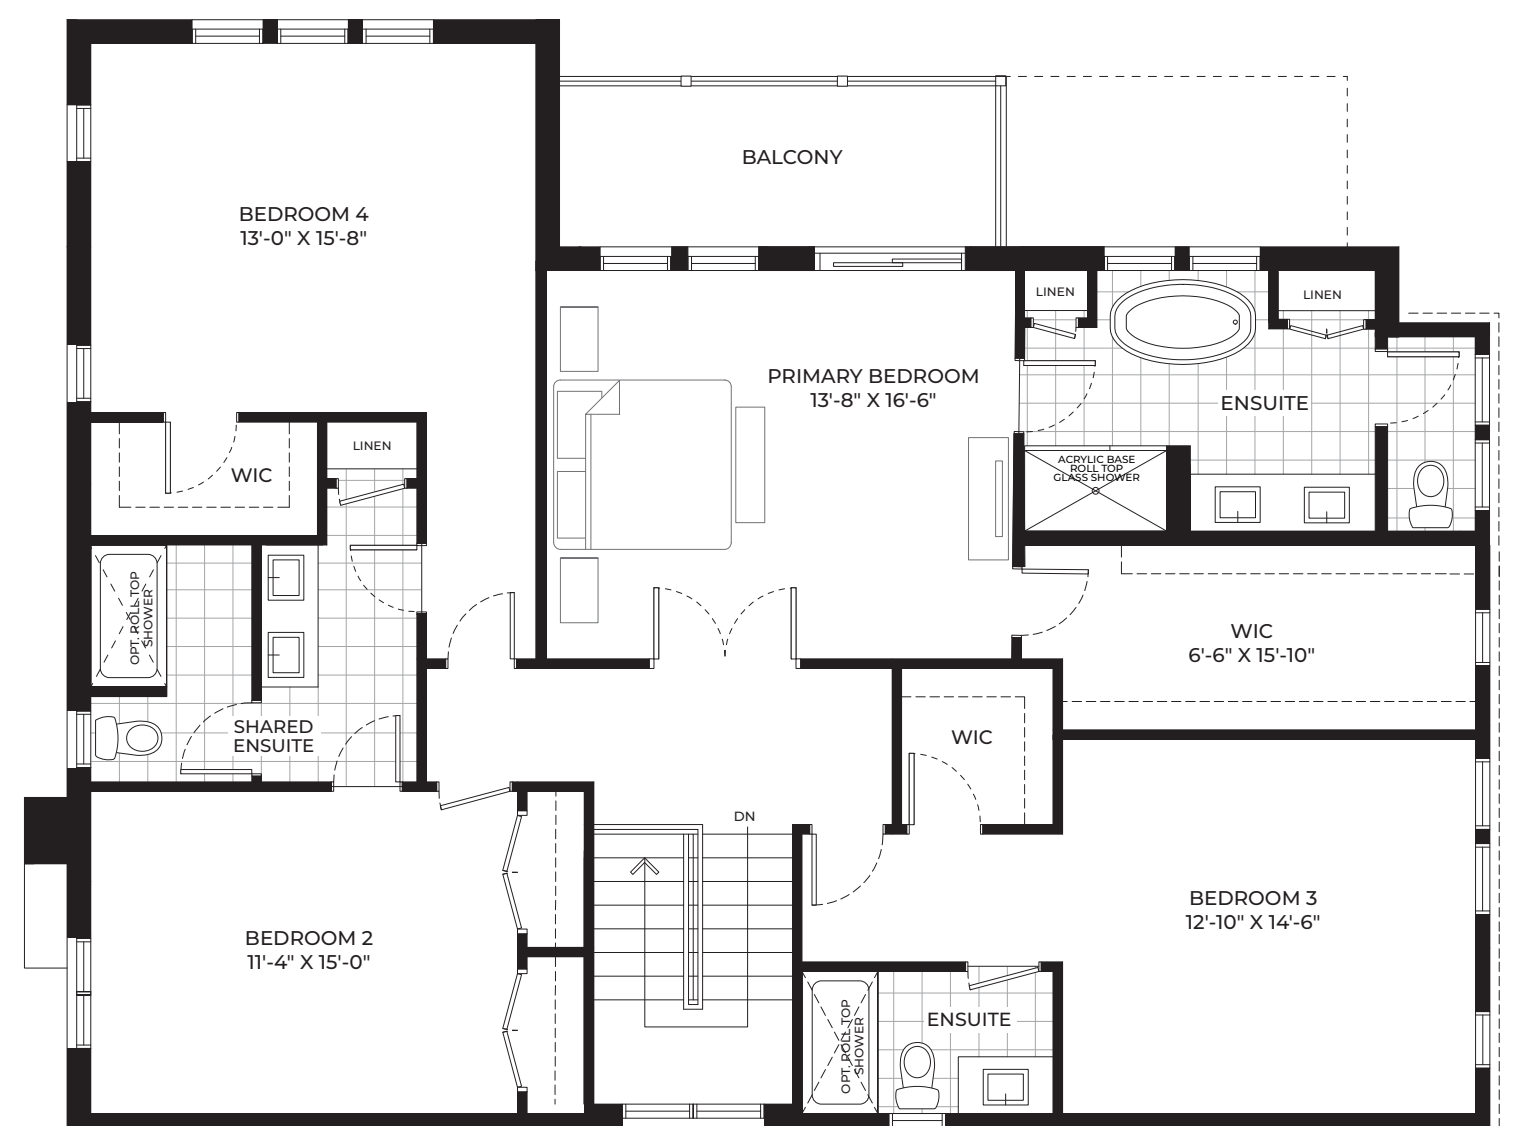 BALCONY
BEDROOM 4
13'-0" X 15'-8"
LINEN
LINEN
PRIMARY BEDROOM
13'-8" X 16'-6"
ENSUITE
LINEN
WIC
ACRYLIC BASE
ROLL TOP
GLASS SHOWER
OPT. ROLL TOP
SHOWER
WIC
6'-6" X 15'-10"
SHARED
ENSUITE
WIC
DN
BEDROOM 3
12'-10" X 14'-6"
BEDROOM 2
11'-4" X 15'-0"
ENSUITE
OPT. ROLL TOP
SHOWER